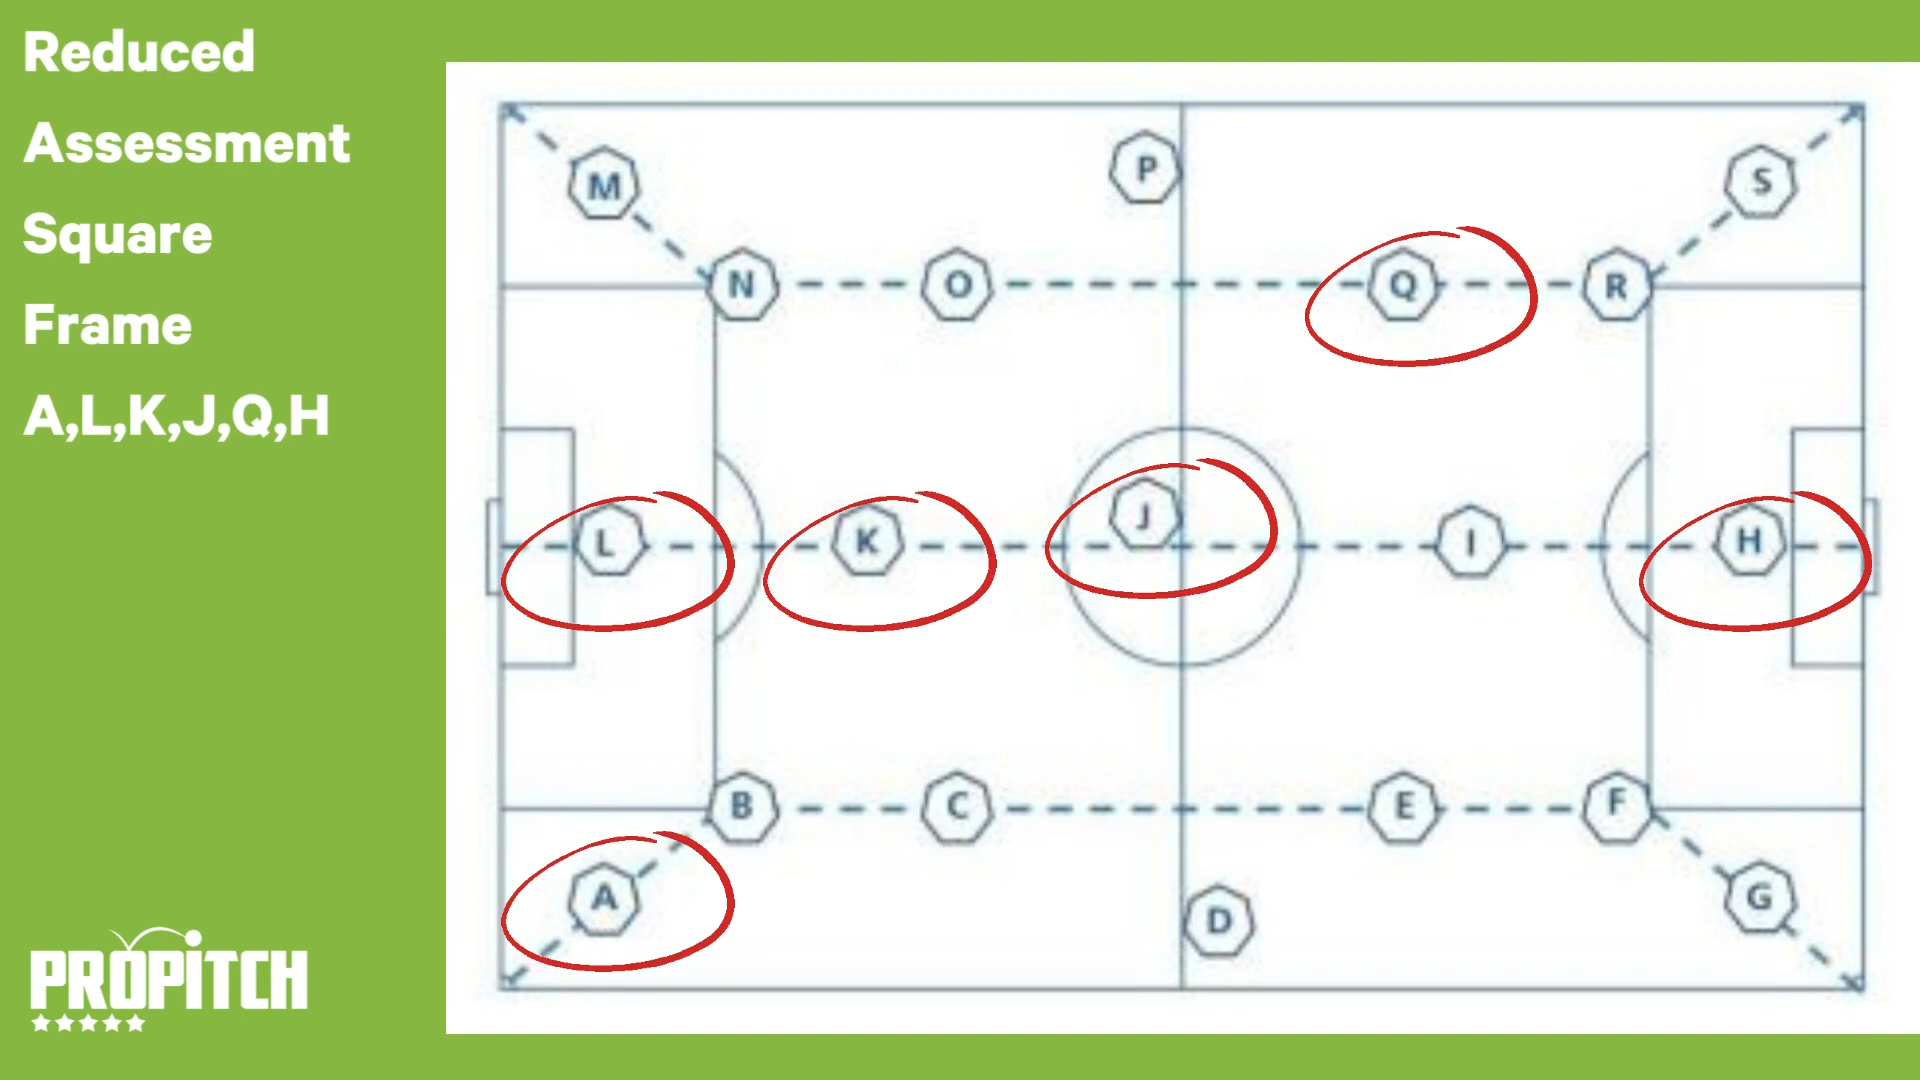 Reduced
Assessment
Square
Frame
A,L,K,J,Q,H
P
M
S
N
O
Q
R
J
L
K
I
H
B
C
E
F
A
G
D
PROPiTCH